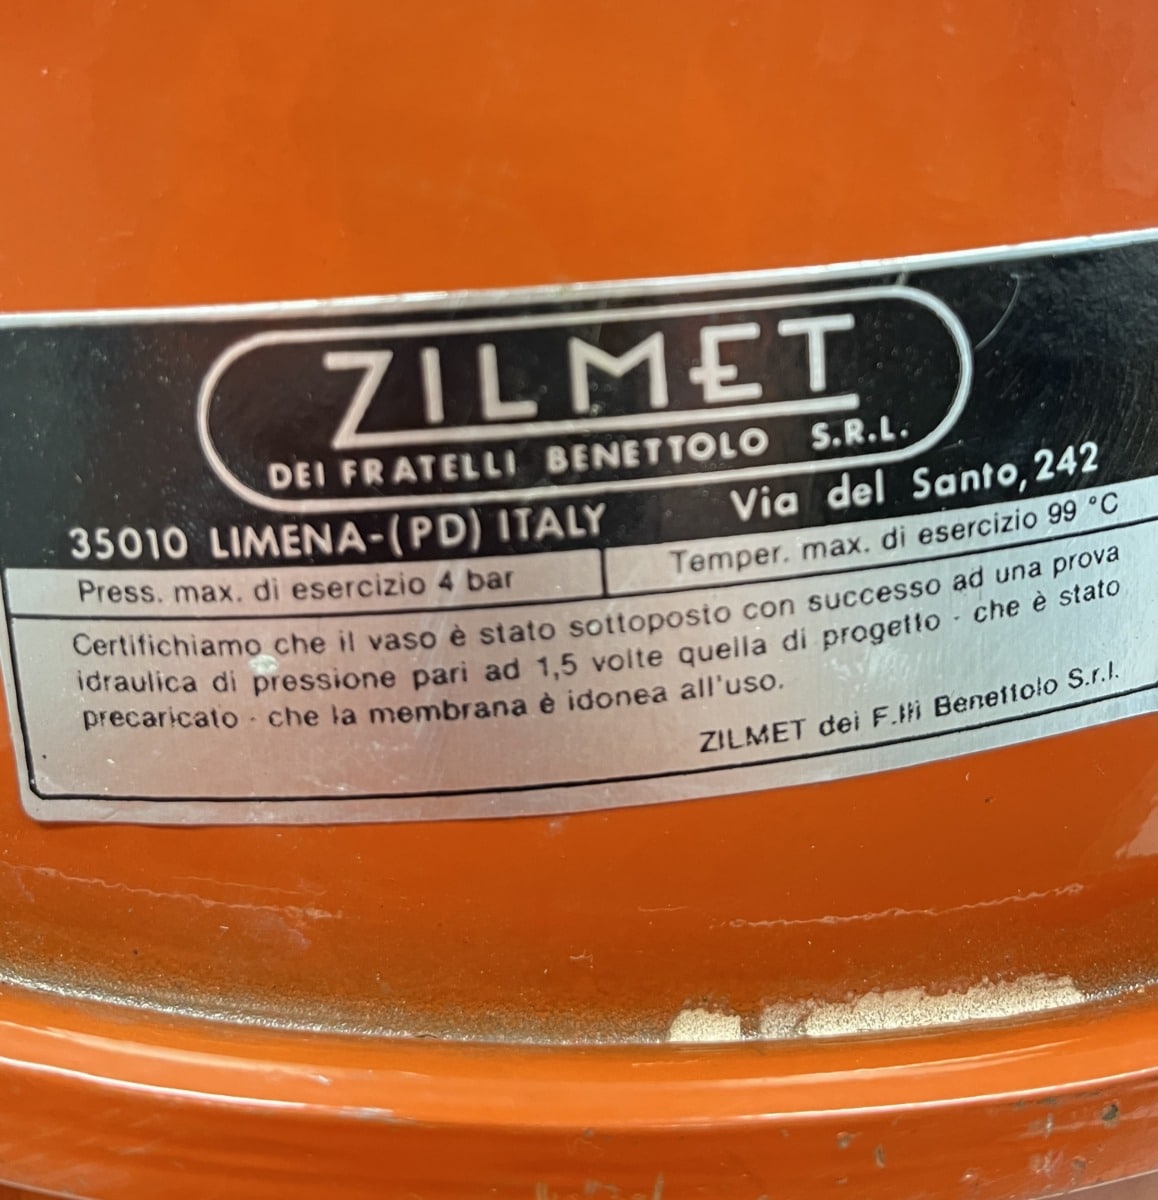 ZILMET
DEI FRATELLI BENETTOLO S.R.L.
35010 LIMENA-(PD) ITALY Via del Santo, 242
Press. max. di esercizio 4 bar
Temper. max. di esercizio 99 °C
Certifichiamo che il vaso è stato sottoposto con successo ad una prova
idraulica di pressione pari ad 1,5 volte quella di progetto - che è stato
precaricato - che la membrana è idonea all'uso.
ZILMET dei F.lli Benettolo S.r.l.